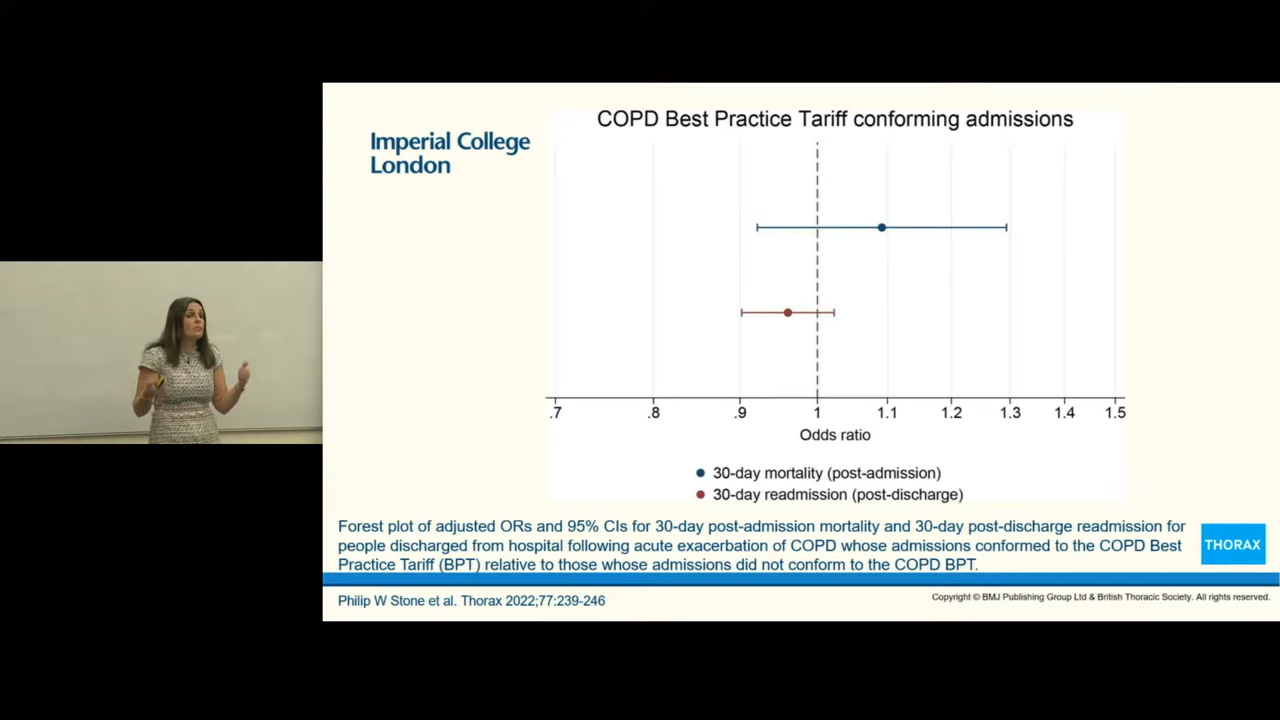 COPD Best Practice Tariff conforming admissions
Imperial College
London
.7 .8 .9 1 1.1 1.2 1.3 1.4 1.5
Odds ratio
30-day mortality (post-admission)
30-day readmission (post-discharge)
Forest plot of adjusted ORs and 95% CIs for 30-day post-admission mortality and 30-day post-discharge readmission for
people discharged from hospital following acute exacerbation of COPD whose admissions conformed to the COPD Best
Practice Tariff (BPT) relative to those whose admissions did not conform to the COPD BPT.
THORAX
Philip W Stone et al. Thorax 2022;77:239-246
Copyright © BMJ Publishing Group Ltd & British Thoracic Society. All rights reserved.